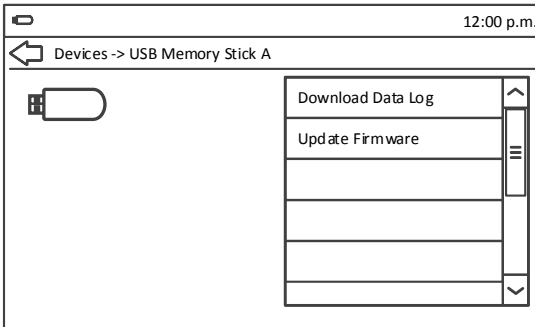 12:00 p.m.
Devices -> USB Memory Stick A
Download Data Log
Update Firmware